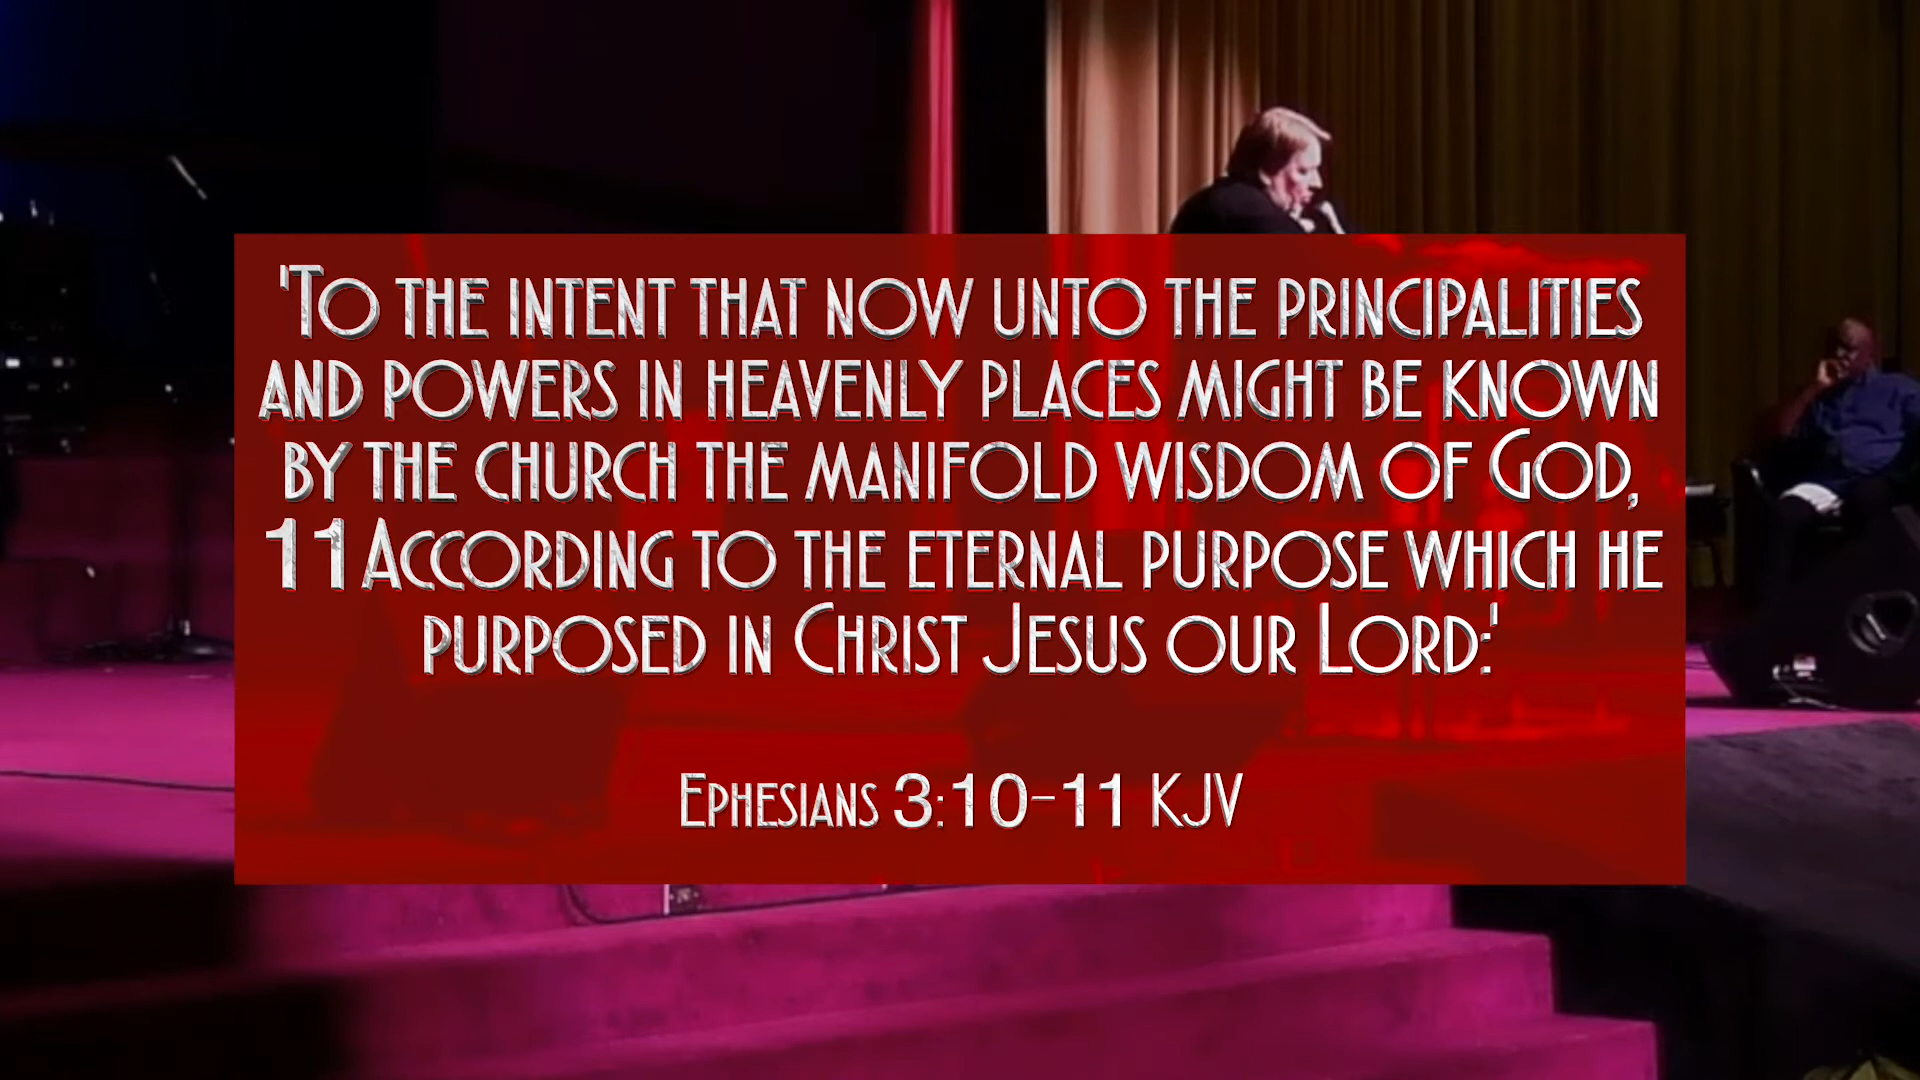 'To the intent that now unto the principalities
and powers in heavenly places might be known
by the church the manifold wisdom of God,
11 According to the eternal purpose which he
purposed in Christ Jesus our Lord:'
Ephesians 3:10-11 KJV